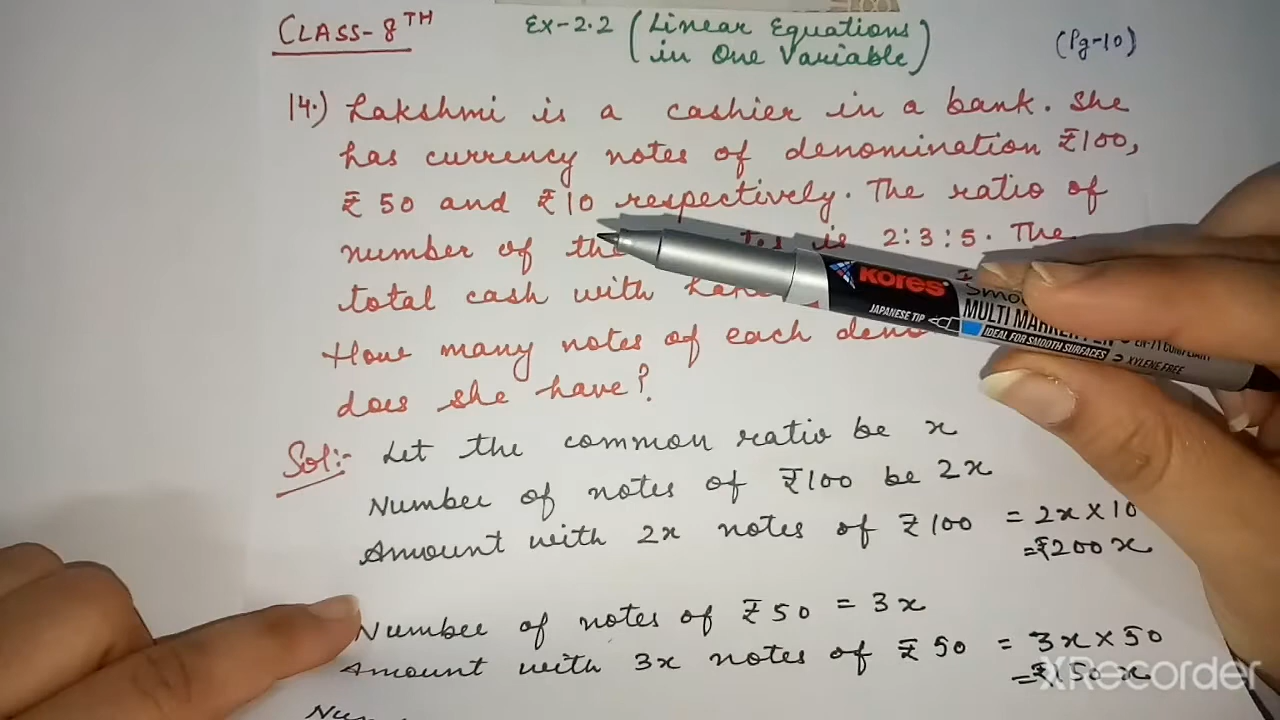 CLASS-8TH
Ex-2.2 (Linear Equations in One Variable)
(Pg-10)
14.) Lakshmi is a cashier in a bank. She
has currency notes of denomination ₹100,
₹50 and ₹10 respectively. The ratio of
number of is 2:3:5. The
total cash with
How many notes of each
does she have?
Sol:- Let the common ratio be x
Number of notes of ₹100 be 2x
Amount with 2x notes of ₹100 = 2x×10
=₹200x
Number of notes of ₹50 = 3x
Amount with 3x notes of ₹50 = 3x×50
=₹150x
KORES
JAPANESE TIP
IDEAL FOR SMOOTH SURFACES
XYLENE FREE
XRecorder